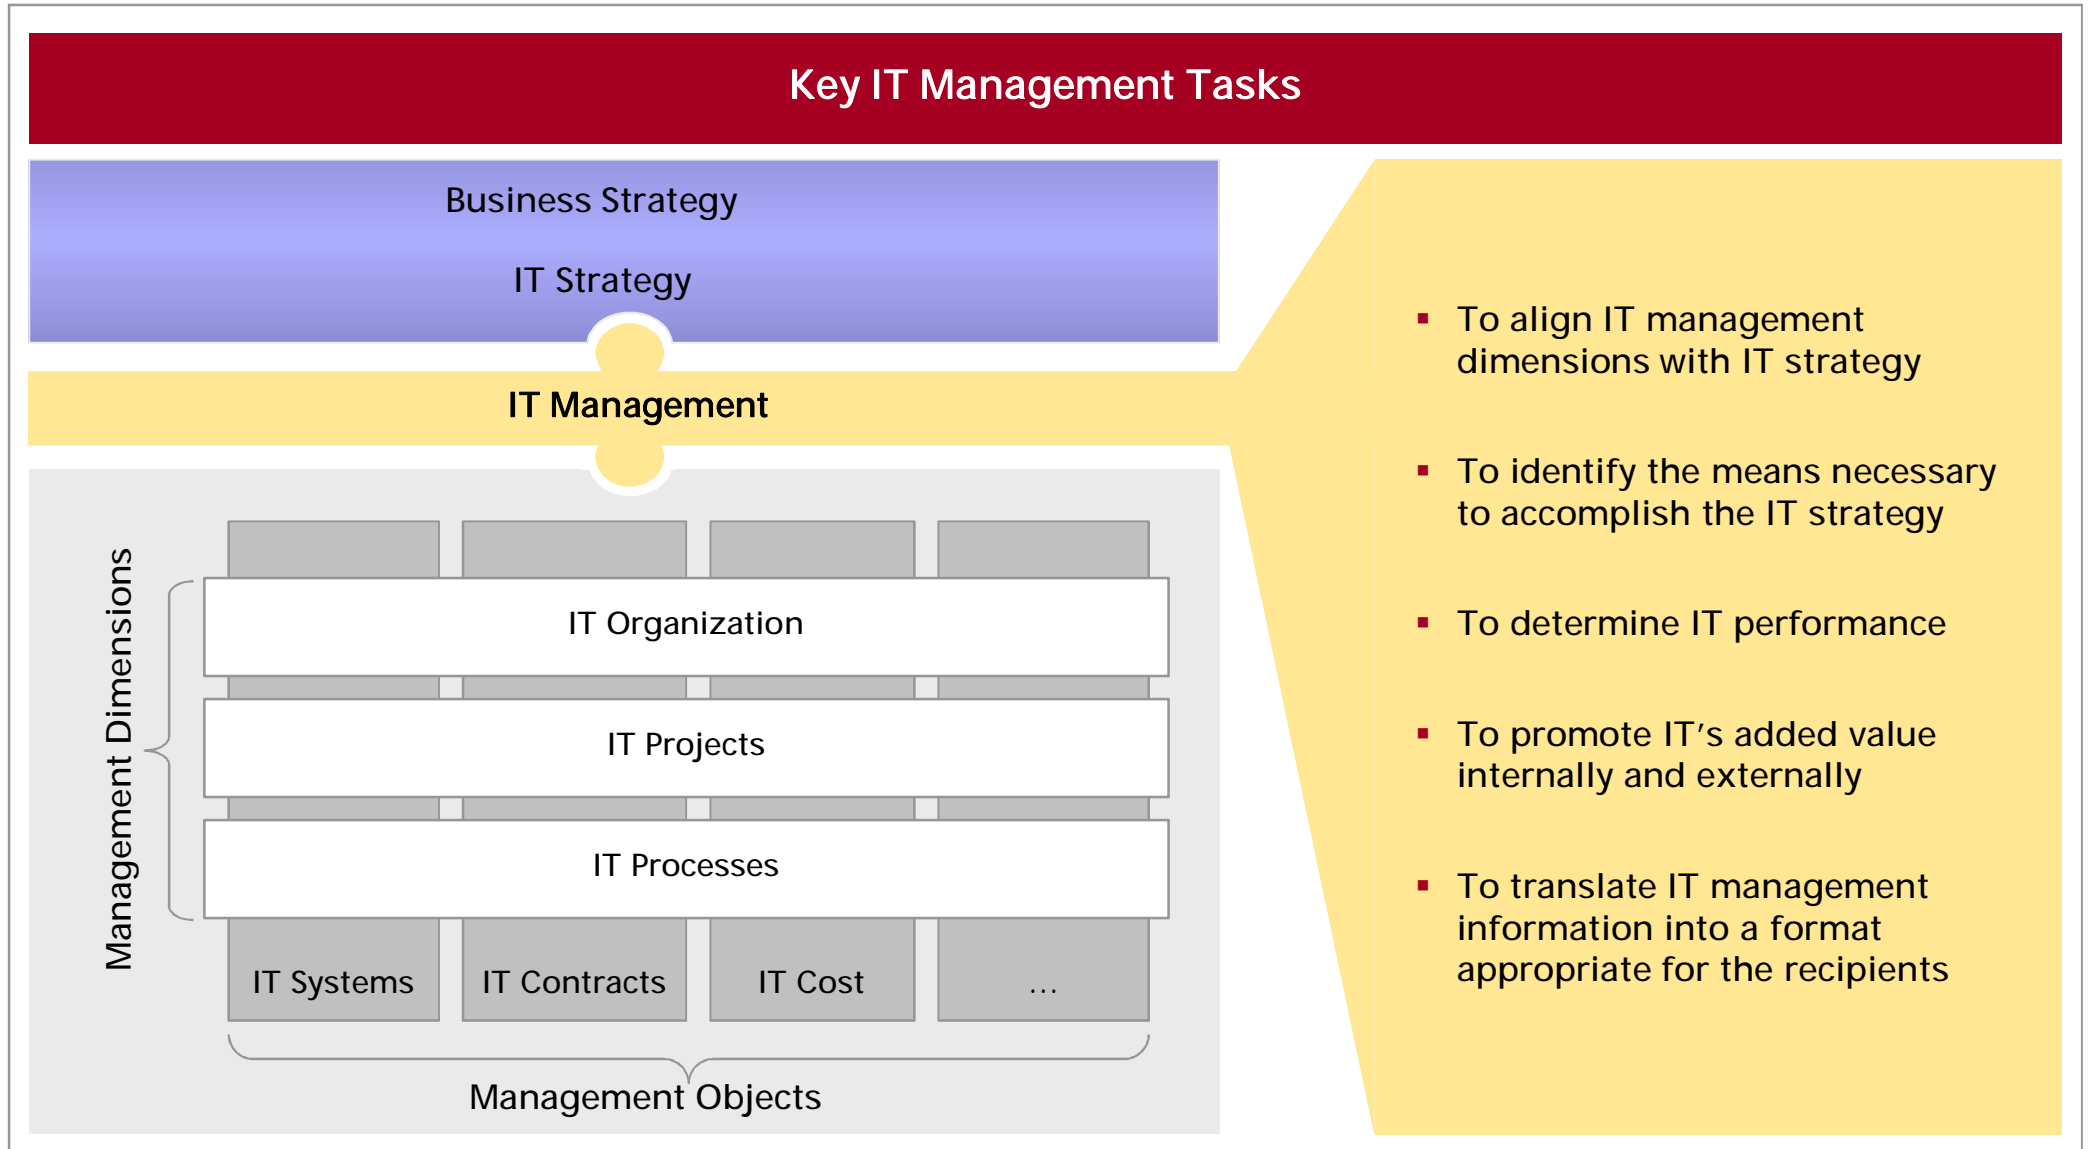 Key IT Management Tasks
Business Strategy
IT Strategy
IT Management
Management Dimensions
IT Organization
IT Projects
IT Processes
IT Systems
IT Contracts
IT Cost
...
Management Objects
▪ To align IT management
dimensions with IT strategy
▪ To identify the means necessary
to accomplish the IT strategy
▪ To determine IT performance
▪ To promote IT’s added value
internally and externally
▪ To translate IT management
information into a format
appropriate for the recipients